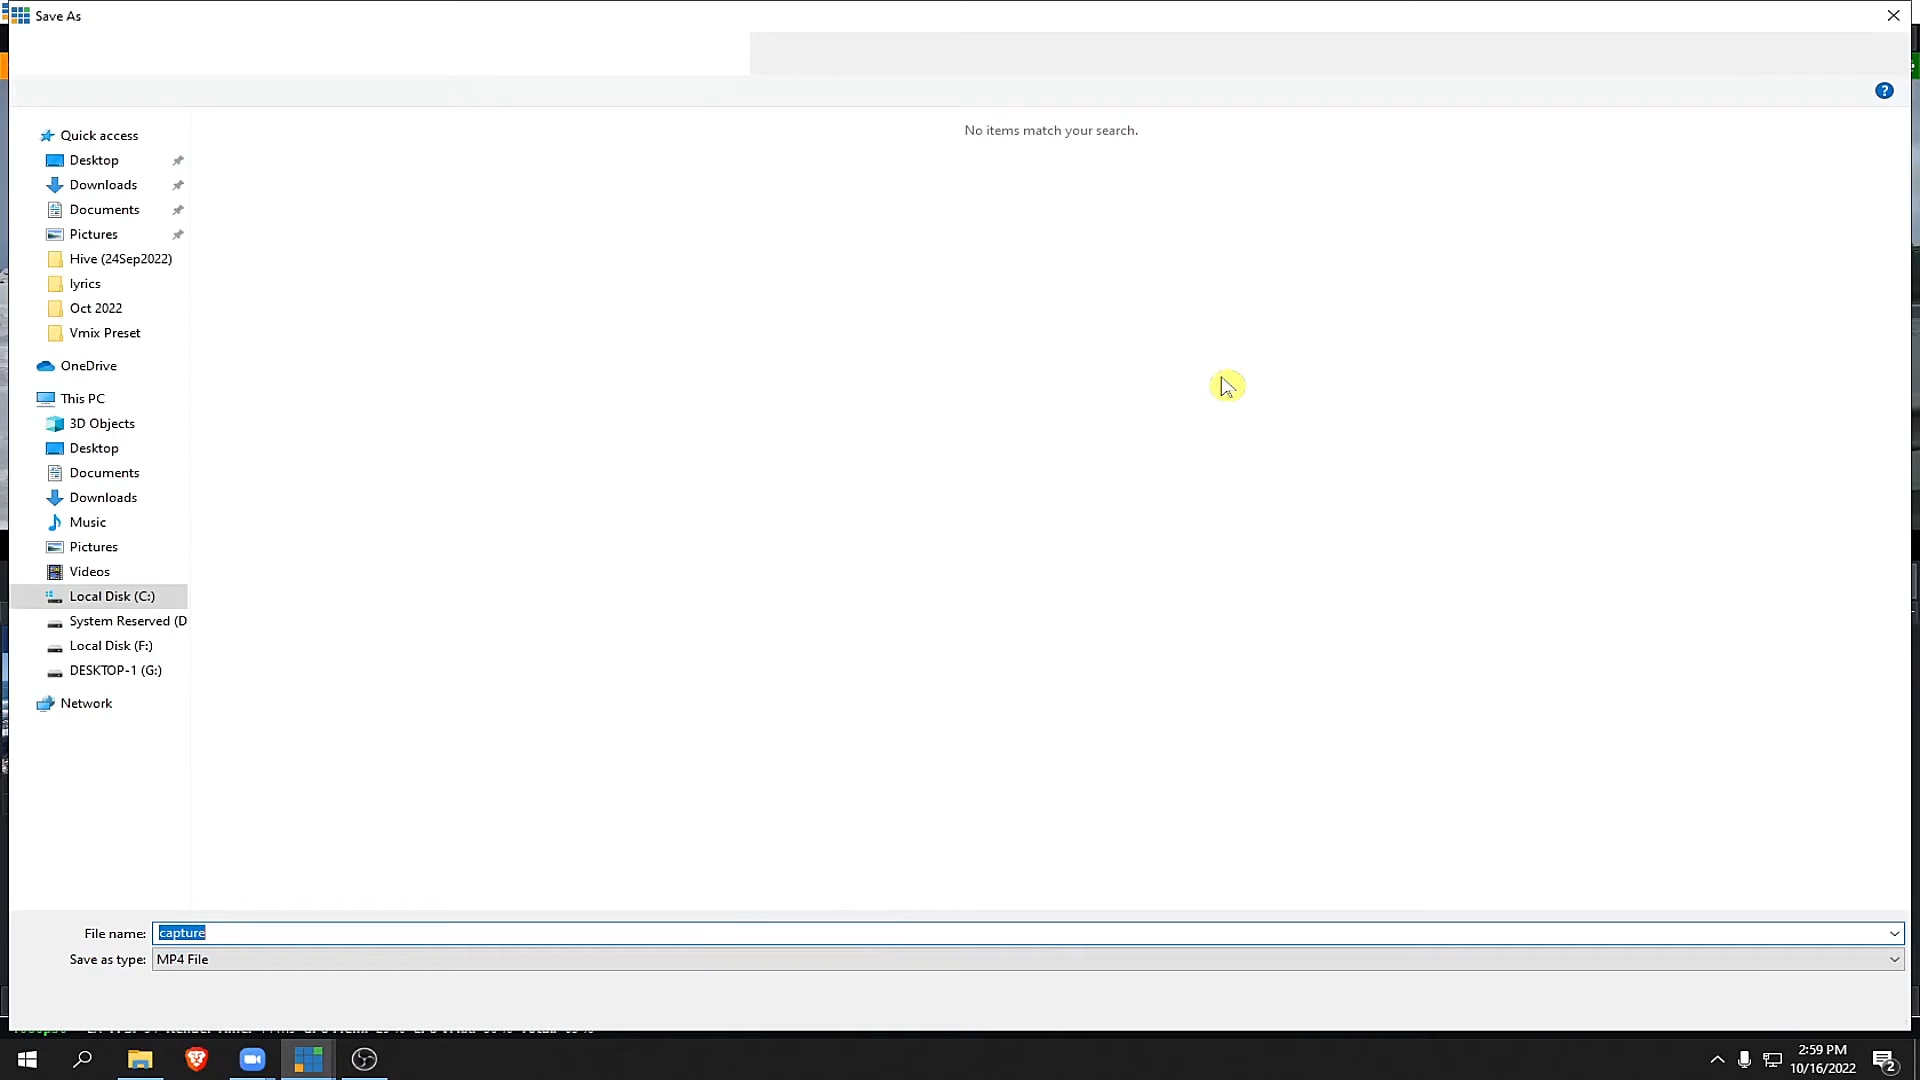 Save As
?
No items match your search.
Quick access
Desktop
Downloads
Documents
Pictures
Hive (24Sep2022)
lyrics
Oct 2022
Vmix Preset
OneDrive
This PC
3D Objects
Desktop
Documents
Downloads
Music
Pictures
Videos
Local Disk (C:)
System Reserved (D
Local Disk (F:)
DESKTOP-1 (G:)
Network
File name: capture
Save as type: MP4 File
2:59 PM
10/16/2022
2